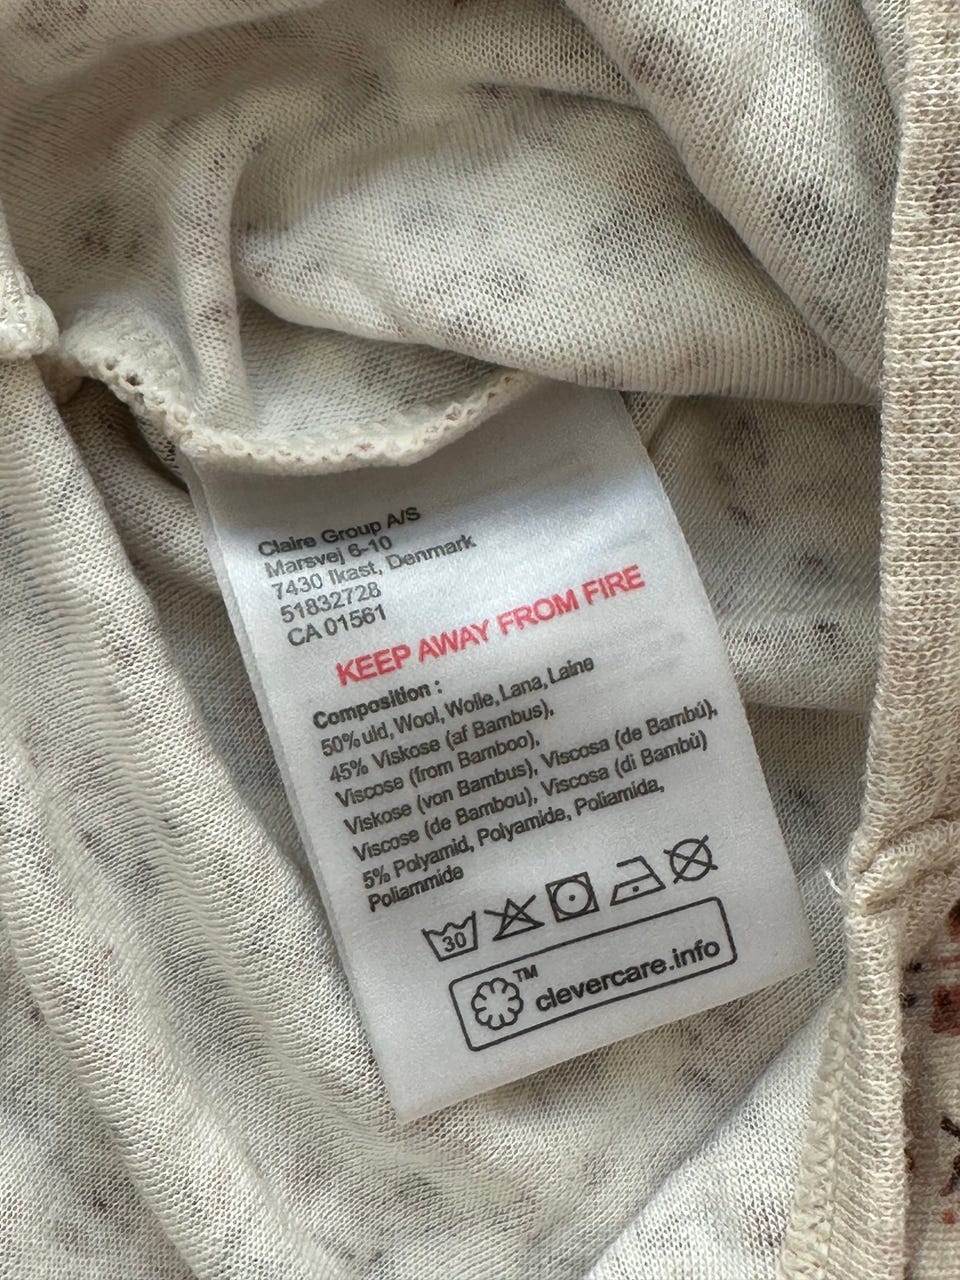 Claire Group A/S
Marsvej 6-10
7430 Ikast, Denmark
51832728
CA 01561
KEEP AWAY FROM FIRE
Composition :
50% uld, Wool, Wolle, Lana, Laine
45% Viskose (af Bambus),
Viscose (from Bamboo),
Viskose (von Bambus), Viscosa (de Bambú),
Viscose (de Bambou), Viscosa (di Bambù)
5% Polyamid, Polyamide, Poliamida,
Poliammide
30
TM
clevercare.info